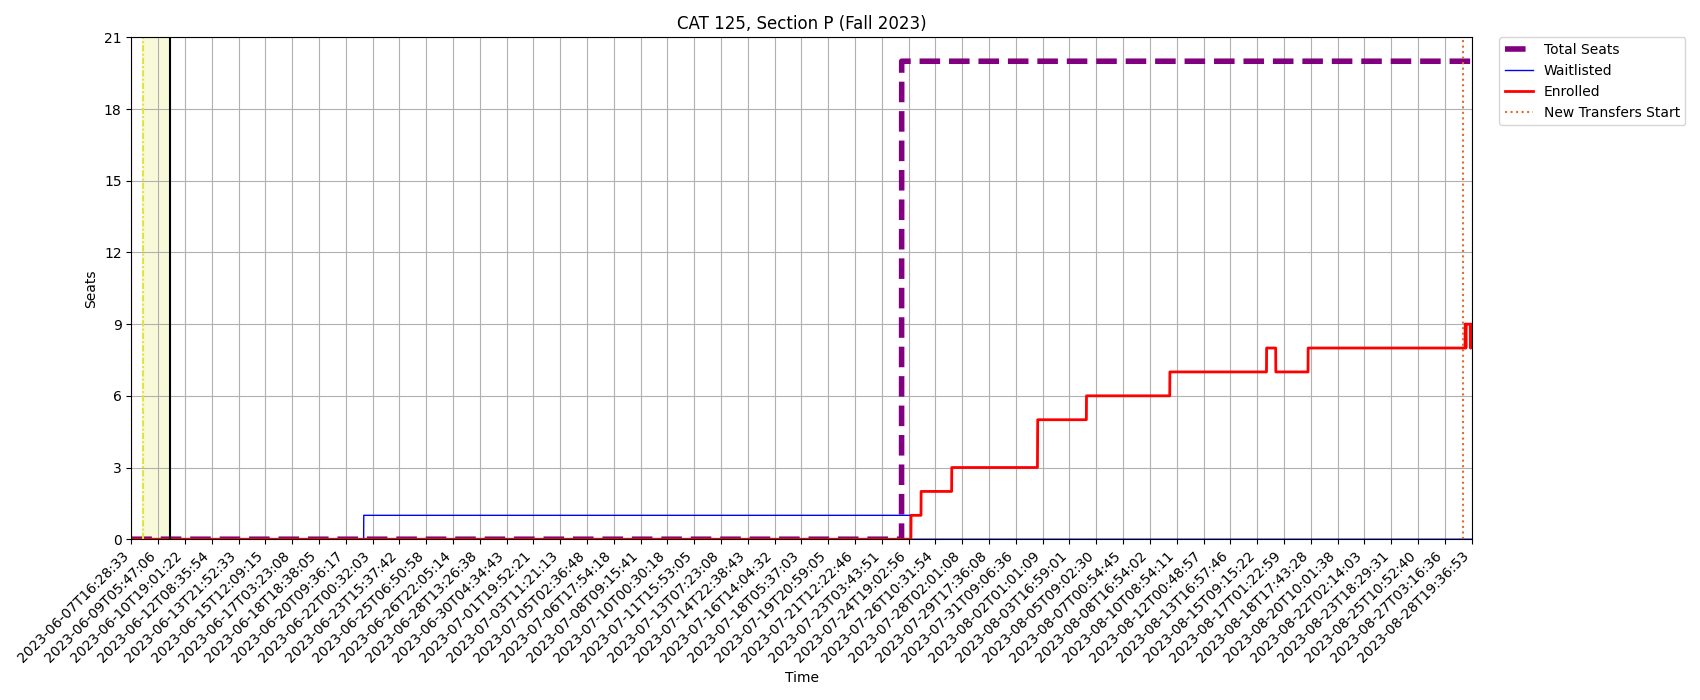 CAT 125, Section P (Fall 2023)
Total Seats
Waitlisted
Enrolled
New Transfers Start
Seats
21
18
15
12
9
6
3
0
2023-06-07T16:28:33
2023-06-09T05:47:06
2023-06-10T19:01:22
2023-06-12T08:35:54
2023-06-13T21:52:33
2023-06-15T12:09:15
2023-06-17T03:23:08
2023-06-18T18:38:05
2023-06-20T09:36:17
2023-06-22T00:32:03
2023-06-23T15:37:42
2023-06-25T06:50:58
2023-06-26T22:05:14
2023-06-28T13:26:38
2023-06-30T04:34:43
2023-07-01T19:52:21
2023-07-03T11:21:13
2023-07-05T02:36:48
2023-07-06T17:54:18
2023-07-08T09:15:41
2023-07-10T00:30:18
2023-07-11T15:53:05
2023-07-13T07:23:08
2023-07-14T22:38:43
2023-07-16T14:04:32
2023-07-18T05:37:03
2023-07-19T20:59:05
2023-07-21T12:22:46
2023-07-23T03:43:51
2023-07-24T19:02:56
2023-07-26T10:31:54
2023-07-28T02:01:08
2023-07-29T17:36:08
2023-07-31T09:06:36
2023-08-02T01:01:09
2023-08-03T16:59:01
2023-08-05T09:02:30
2023-08-07T00:54:45
2023-08-08T16:54:02
2023-08-10T08:54:11
2023-08-12T00:48:57
2023-08-13T16:57:46
2023-08-15T09:15:22
2023-08-17T01:22:59
2023-08-18T17:43:28
2023-08-20T10:01:38
2023-08-22T02:14:03
2023-08-23T18:29:31
2023-08-25T10:52:40
2023-08-27T03:16:36
2023-08-28T19:36:53
Time